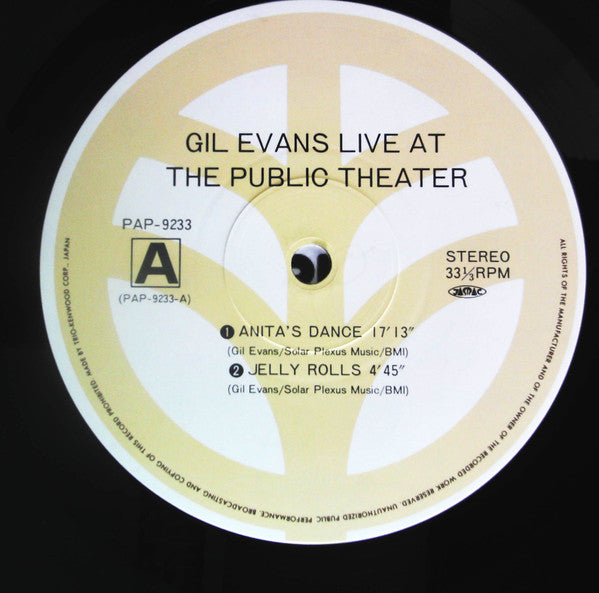 GIL EVANS LIVE AT
THE PUBLIC THEATER
PAP-9233
A
(PAP-9233-A)
STEREO
33⅓RPM
JASRAC
❶ ANITA'S DANCE 17'13"
(Gil Evans/Solar Plexus Music/BMI)
❷ JELLY ROLLS 4'45"
(Gil Evans/Solar Plexus Music/BMI)
ALL RIGHTS OF THE MANUFACTURER AND OF THE OWNER OF THE RECORDED WORK RESERVED. UNAUTHORIZED PUBLIC PERFORMANCE. BROADCASTING AND COPYING OF THIS RECORD PROHIBITED. MADE BY TRIO-KENWOOD CORP., JAPAN